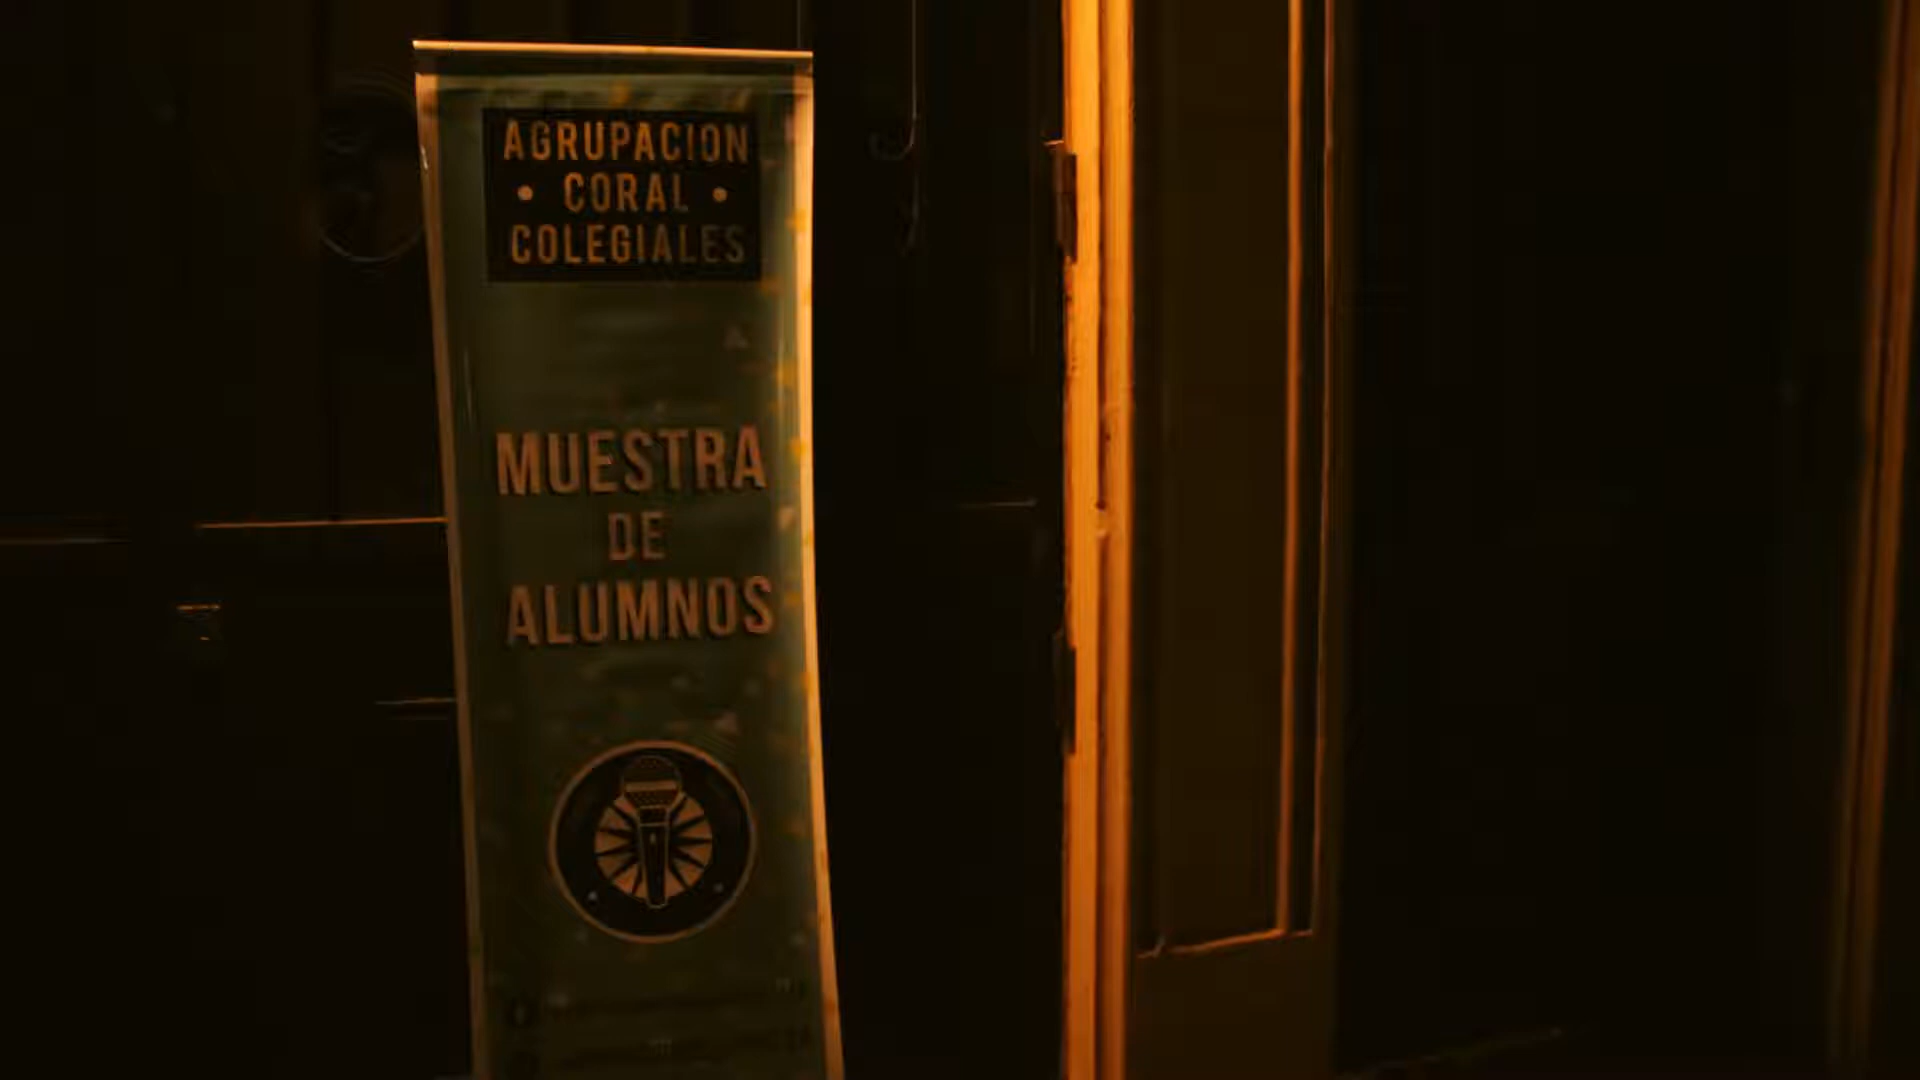 AGRUPACION
• CORAL •
COLEGIALES
MUESTRA
DE
ALUMNOS